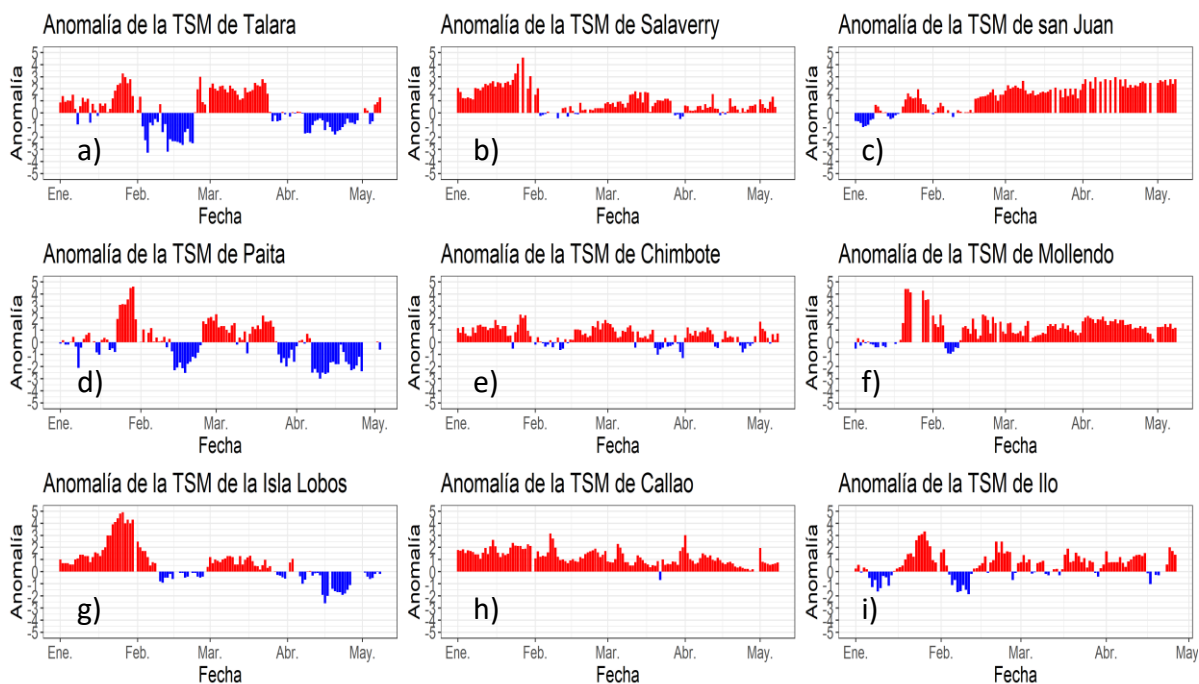 Anomalía de la TSM de Talara
Anomalía
5
4
3
2
1
0
-1
-2
-3
-4
-5
a)
Ene. Feb. Mar. Abr. May.
Fecha
Anomalía de la TSM de Salaverry
Anomalía
5
4
3
2
1
0
-1
-2
-3
-4
-5
b)
Ene. Feb. Mar. Abr. May.
Fecha
Anomalía de la TSM de san Juan
Anomalía
5
4
3
2
1
0
-1
-2
-3
-4
-5
c)
Ene. Feb. Mar. Abr. May.
Fecha
Anomalía de la TSM de Paita
Anomalía
5
4
3
2
1
0
-1
-2
-3
-4
-5
d)
Ene. Feb. Mar. Abr. May.
Fecha
Anomalía de la TSM de Chimbote
Anomalía
5
4
3
2
1
0
-1
-2
-3
-4
-5
e)
Ene. Feb. Mar. Abr. May.
Fecha
Anomalía de la TSM de Mollendo
Anomalía
5
4
3
2
1
0
-1
-2
-3
-4
-5
f)
Ene. Feb. Mar. Abr. May.
Fecha
Anomalía de la TSM de la Isla Lobos
Anomalía
5
4
3
2
1
0
-1
-2
-3
-4
-5
g)
Ene. Feb. Mar. Abr. May.
Fecha
Anomalía de la TSM de Callao
Anomalía
5
4
3
2
1
0
-1
-2
-3
-4
-5
h)
Ene. Feb. Mar. Abr. May.
Fecha
Anomalía de la TSM de Ilo
Anomalía
5
4
3
2
1
0
-1
-2
-3
-4
-5
i)
Ene. Feb. Mar. Abr. May
Fecha